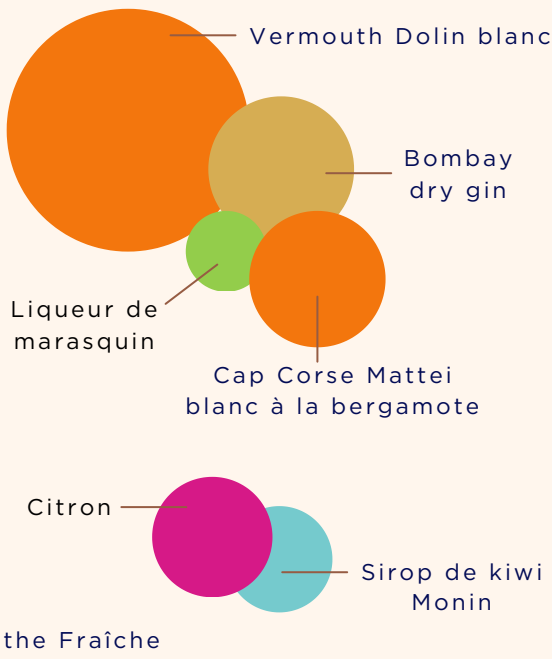 Vermouth Dolin blanc
Bombay
dry gin
Liqueur de
marasquin
Cap Corse Mattei
blanc à la bergamote
Citron
Sirop de kiwi
Monin
the Fraîche